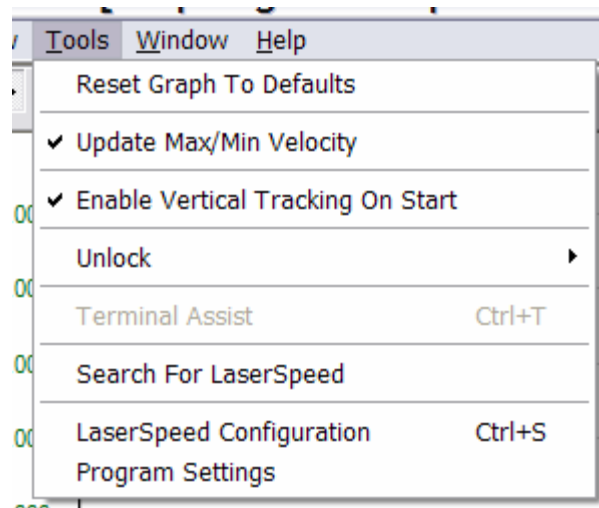 Tools Window Help
Reset Graph To Defaults
Update Max/Min Velocity
Enable Vertical Tracking On Start
Unlock
Terminal Assist Ctrl+T
Search For LaserSpeed
LaserSpeed Configuration Ctrl+S
Program Settings